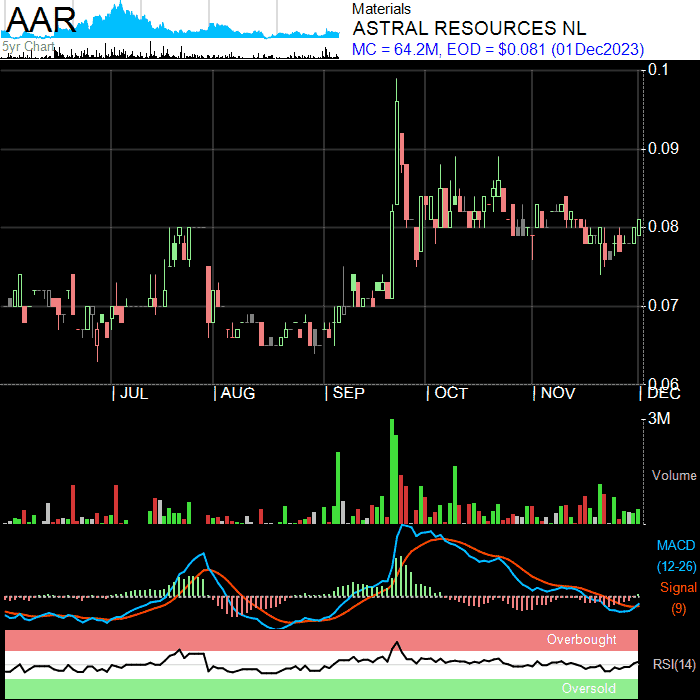 AAR
5yr Chart
Materials
ASTRAL RESOURCES NL
MC = 64.2M, EOD = $0.081 (01Dec2023)
0.1
0.09
0.08
0.07
0.06
JUL
AUG
SEP
OCT
NOV
DEC
3M
Volume
MACD
(12-26)
Signal
(9)
Overbought
RSI(14)
Oversold